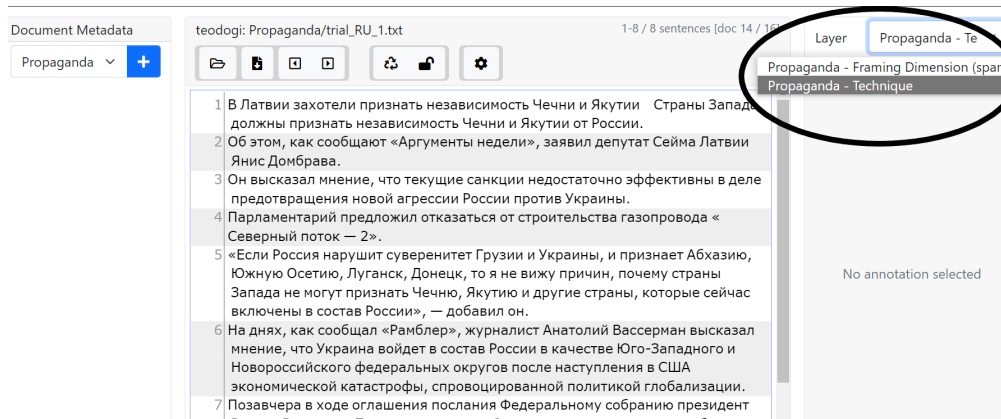 Document Metadata
Propaganda
teodogi: Propaganda/trial_RU_1.txt
1-8 / 8 sentences [doc 14 / 16]
Layer
Propaganda - Te
Propaganda - Framing Dimension (span
Propaganda - Technique
1 В Латвии захотели признать независимость Чечни и Якутии Страны Запада
должны признать независимость Чечни и Якутии от России.
2 Об этом, как сообщают «Аргументы недели», заявил депутат Сейма Латвии
Янис Домбрава.
3 Он высказал мнение, что текущие санкции недостаточно эффективны в деле
предотвращения новой агрессии России против Украины.
4 Парламентарий предложил отказаться от строительства газопровода «
Северный поток — 2».
5 «Если Россия нарушит суверенитет Грузии и Украины, и признает Абхазию,
Южную Осетию, Луганск, Донецк, то я не вижу причин, почему страны
Запада не могут признать Чечню, Якутию и другие страны, которые сейчас
включены в состав России», — добавил он.
6 На днях, как сообщал «Рамблер», журналист Анатолий Вассерман высказал
мнение, что Украина войдет в состав России в качестве Юго-Западного и
Новороссийского федеральных округов после наступления в США
экономической катастрофы, спровоцированной политикой глобализации.
7 Позавчера в ходе оглашения послания Федеральному собранию президент
No annotation selected